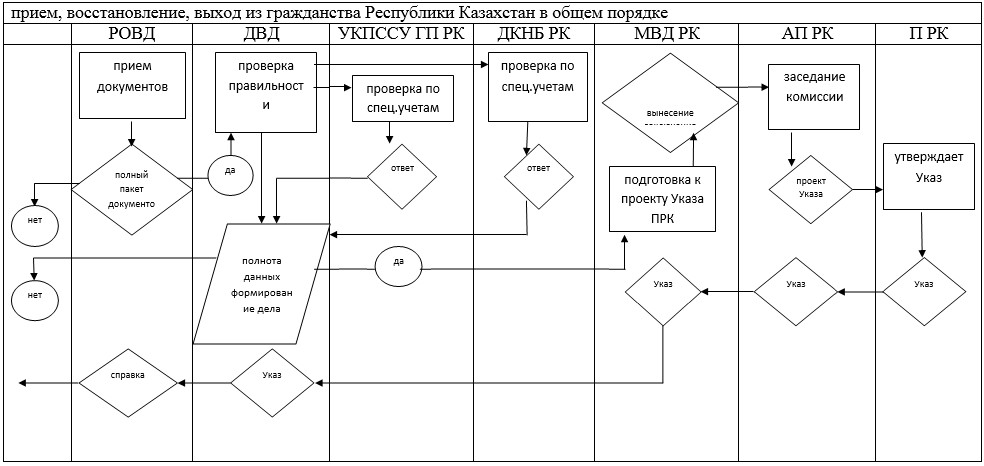 прием, восстановление, выход из гражданства Республики Казахстан в общем порядке
РОВД
ДВД
УКПССУ ГП РК
ДКНБ РК
МВД РК
АП РК
П РК
прием
документов
проверка
правильност
и
проверка по
спец.учетам
проверка по
спец.учетам
вынесение
заседание
комиссии
полный
пакет
документо
да
нет
ответ
ответ
подготовка к
проекту Указа
ПРК
проект
Указа
утверждает
Указ
полнота
данных
формирован
ие дела
да
нет
Указ
Указ
Указ
справка
Указ